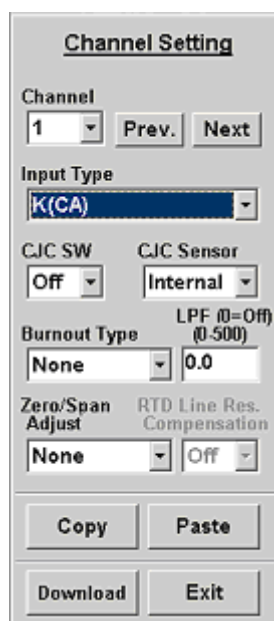 Channel Setting
Channel
1 Prev. Next
Input Type
K(CA)
CJC SW CJC Sensor
Off Internal
Burnout Type LPF (0=Off)
(0-500)
None 0.0
Zero/Span Adjust RTD Line Res. Compensation
None Off
Copy Paste
Download Exit